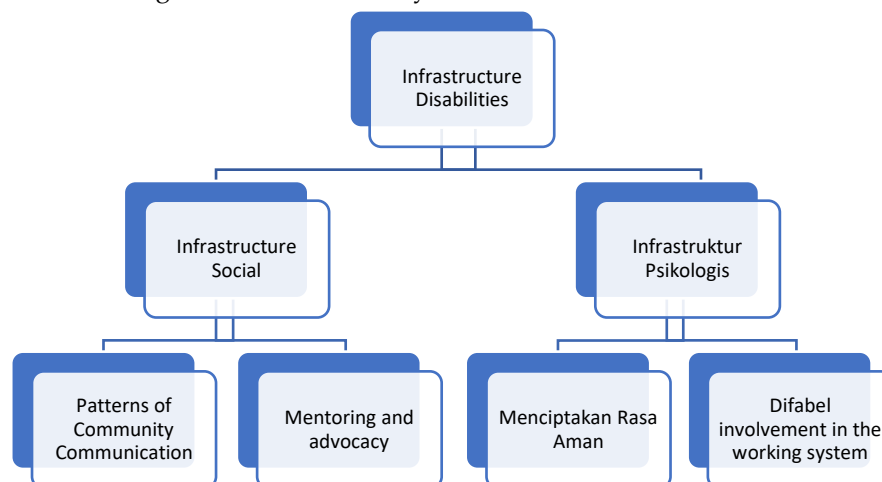 Infrastructure
Disabilities
Infrastructure
Social
Infrastruktur
Psikologis
Patterns of
Community
Communication
Mentoring and
advocacy
Menciptakan Rasa
Aman
Difabel
involvement in the
working system